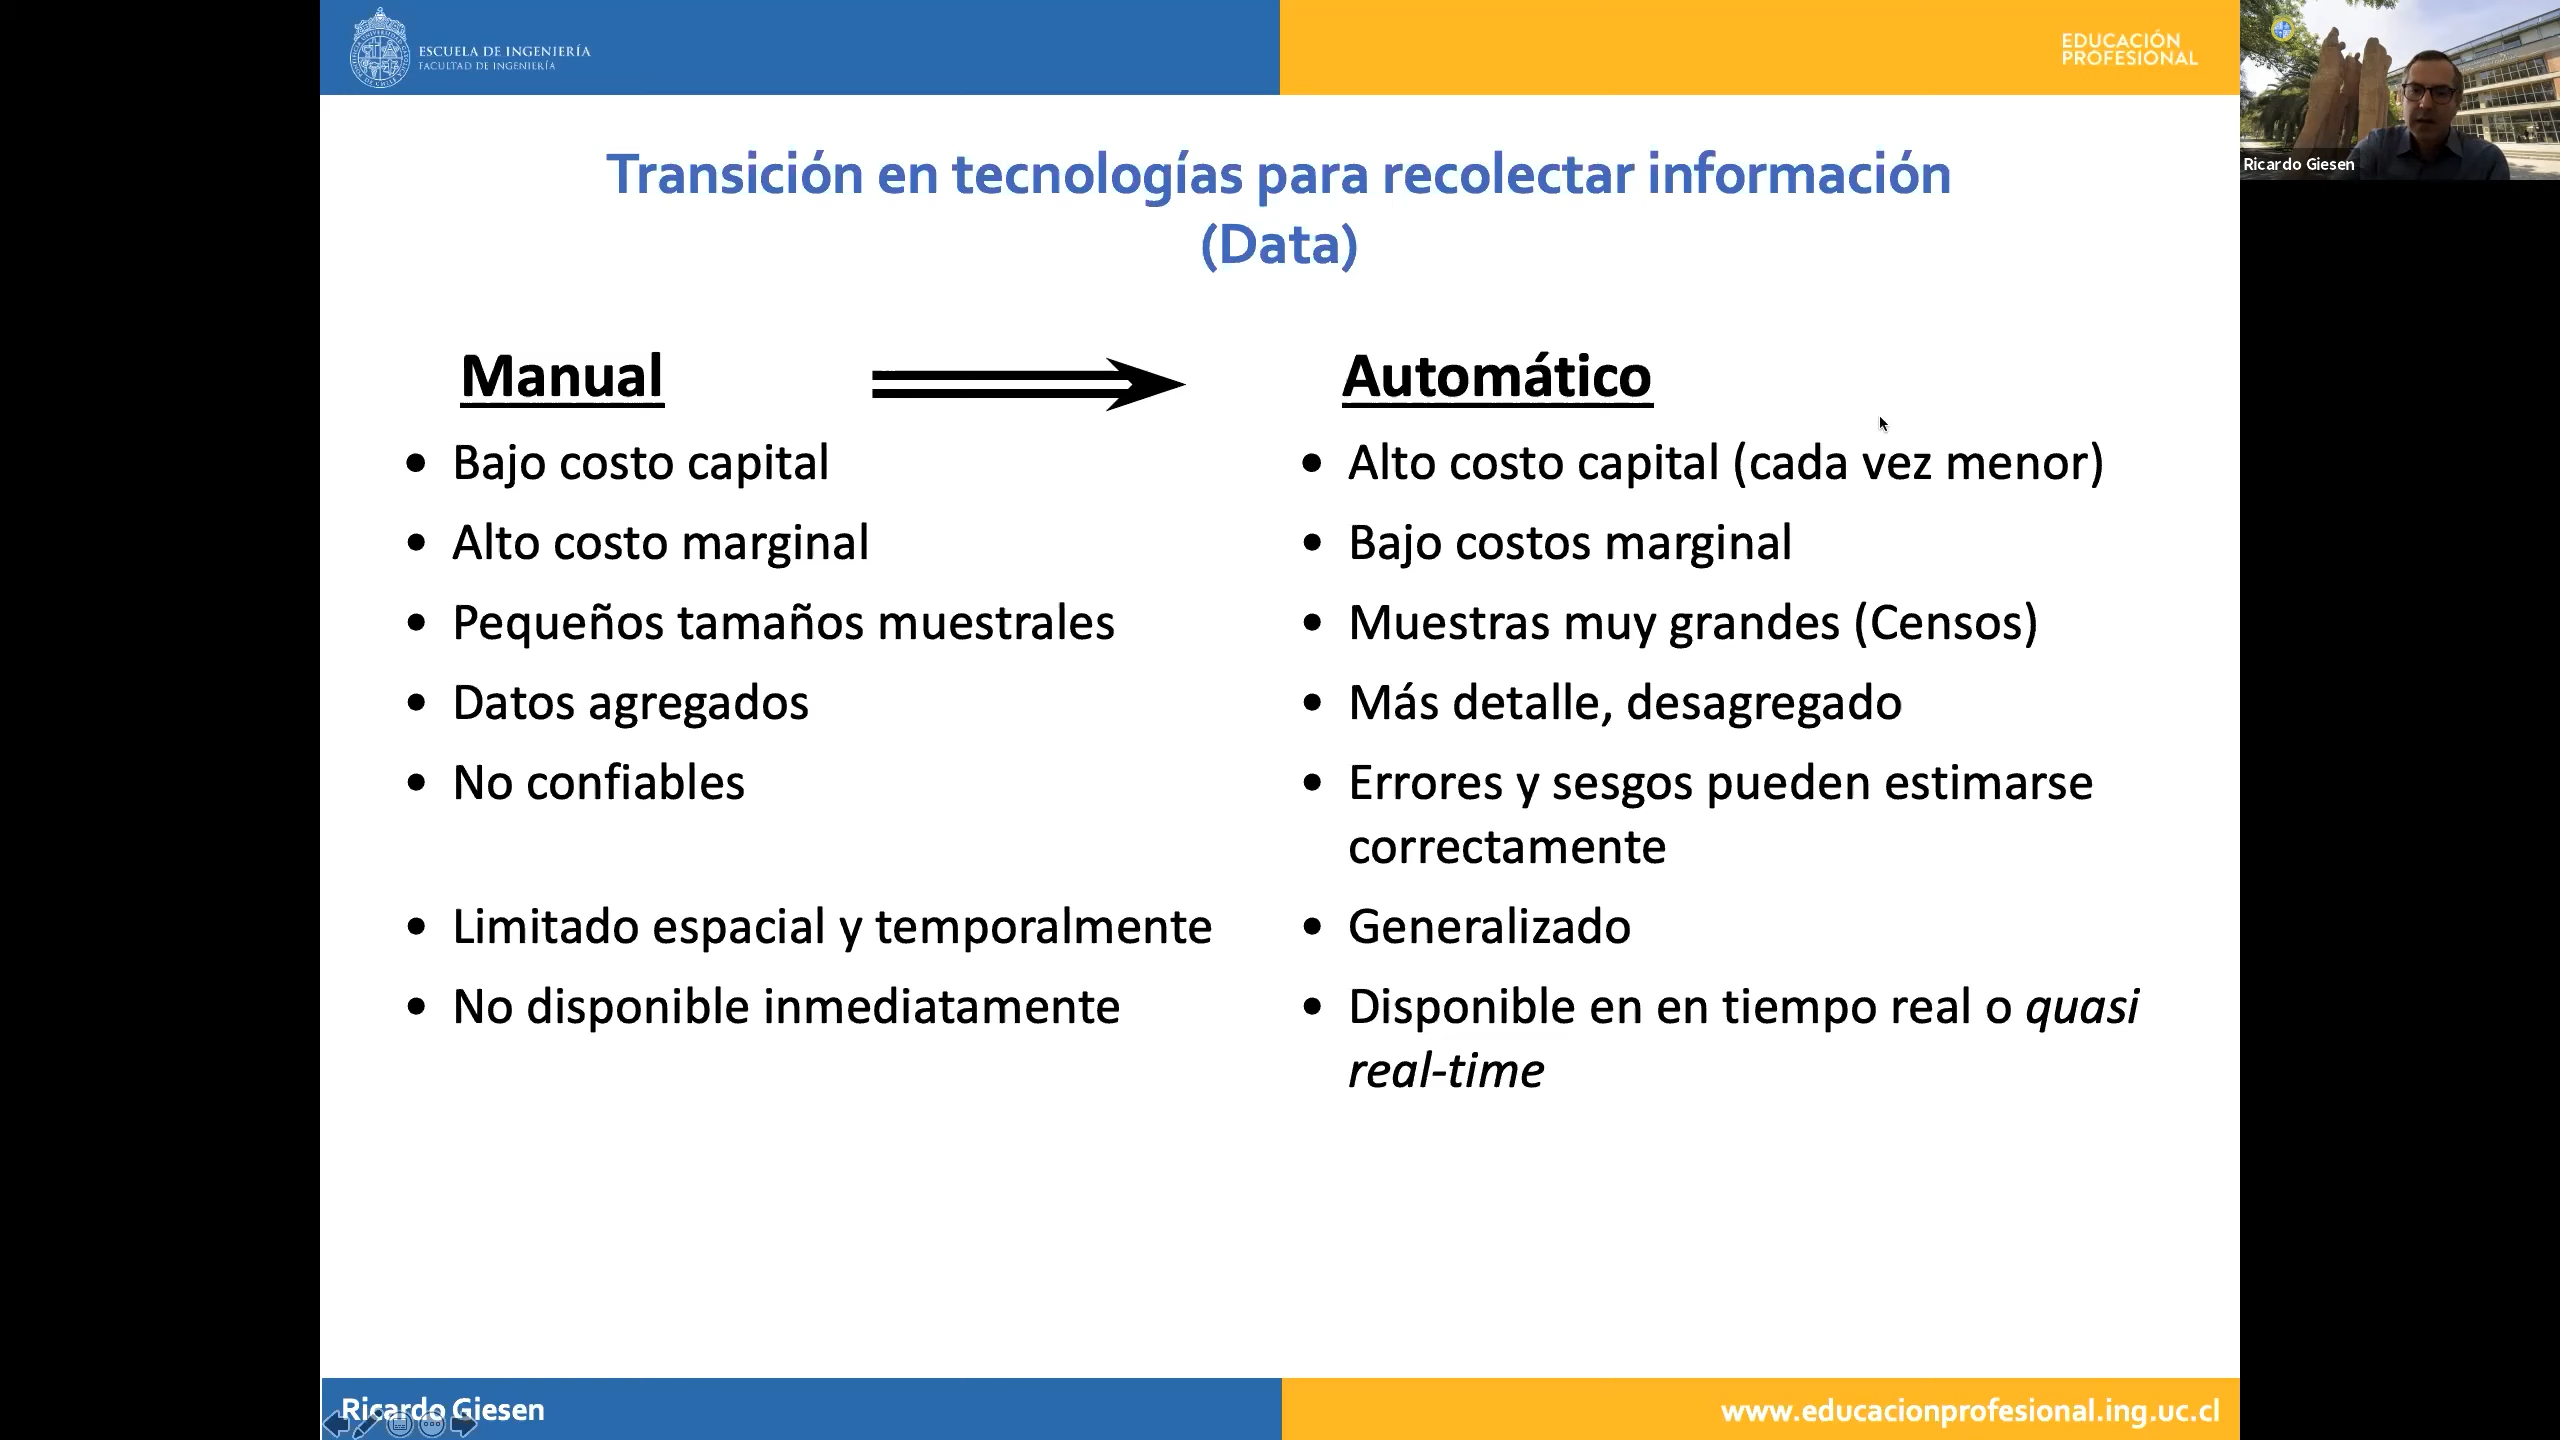 ESCUELA DE INGENIERÍA
FACULTAD DE INGENIERÍA
EDUCACIÓN
PROFESIONAL
Ricardo Giesen
Transición en tecnologías para recolectar información
(Data)
Manual
• Bajo costo capital
• Alto costo marginal
• Pequeños tamaños muestrales
• Datos agregados
• No confiables
• Limitado espacial y temporalmente
• No disponible inmediatamente
Automático
• Alto costo capital (cada vez menor)
• Bajo costos marginal
• Muestras muy grandes (Censos)
• Más detalle, desagregado
• Errores y sesgos pueden estimarse
correctamente
• Generalizado
• Disponible en en tiempo real o quasi
real-time
Ricardo Giesen
www.educacionprofesional.ing.uc.cl